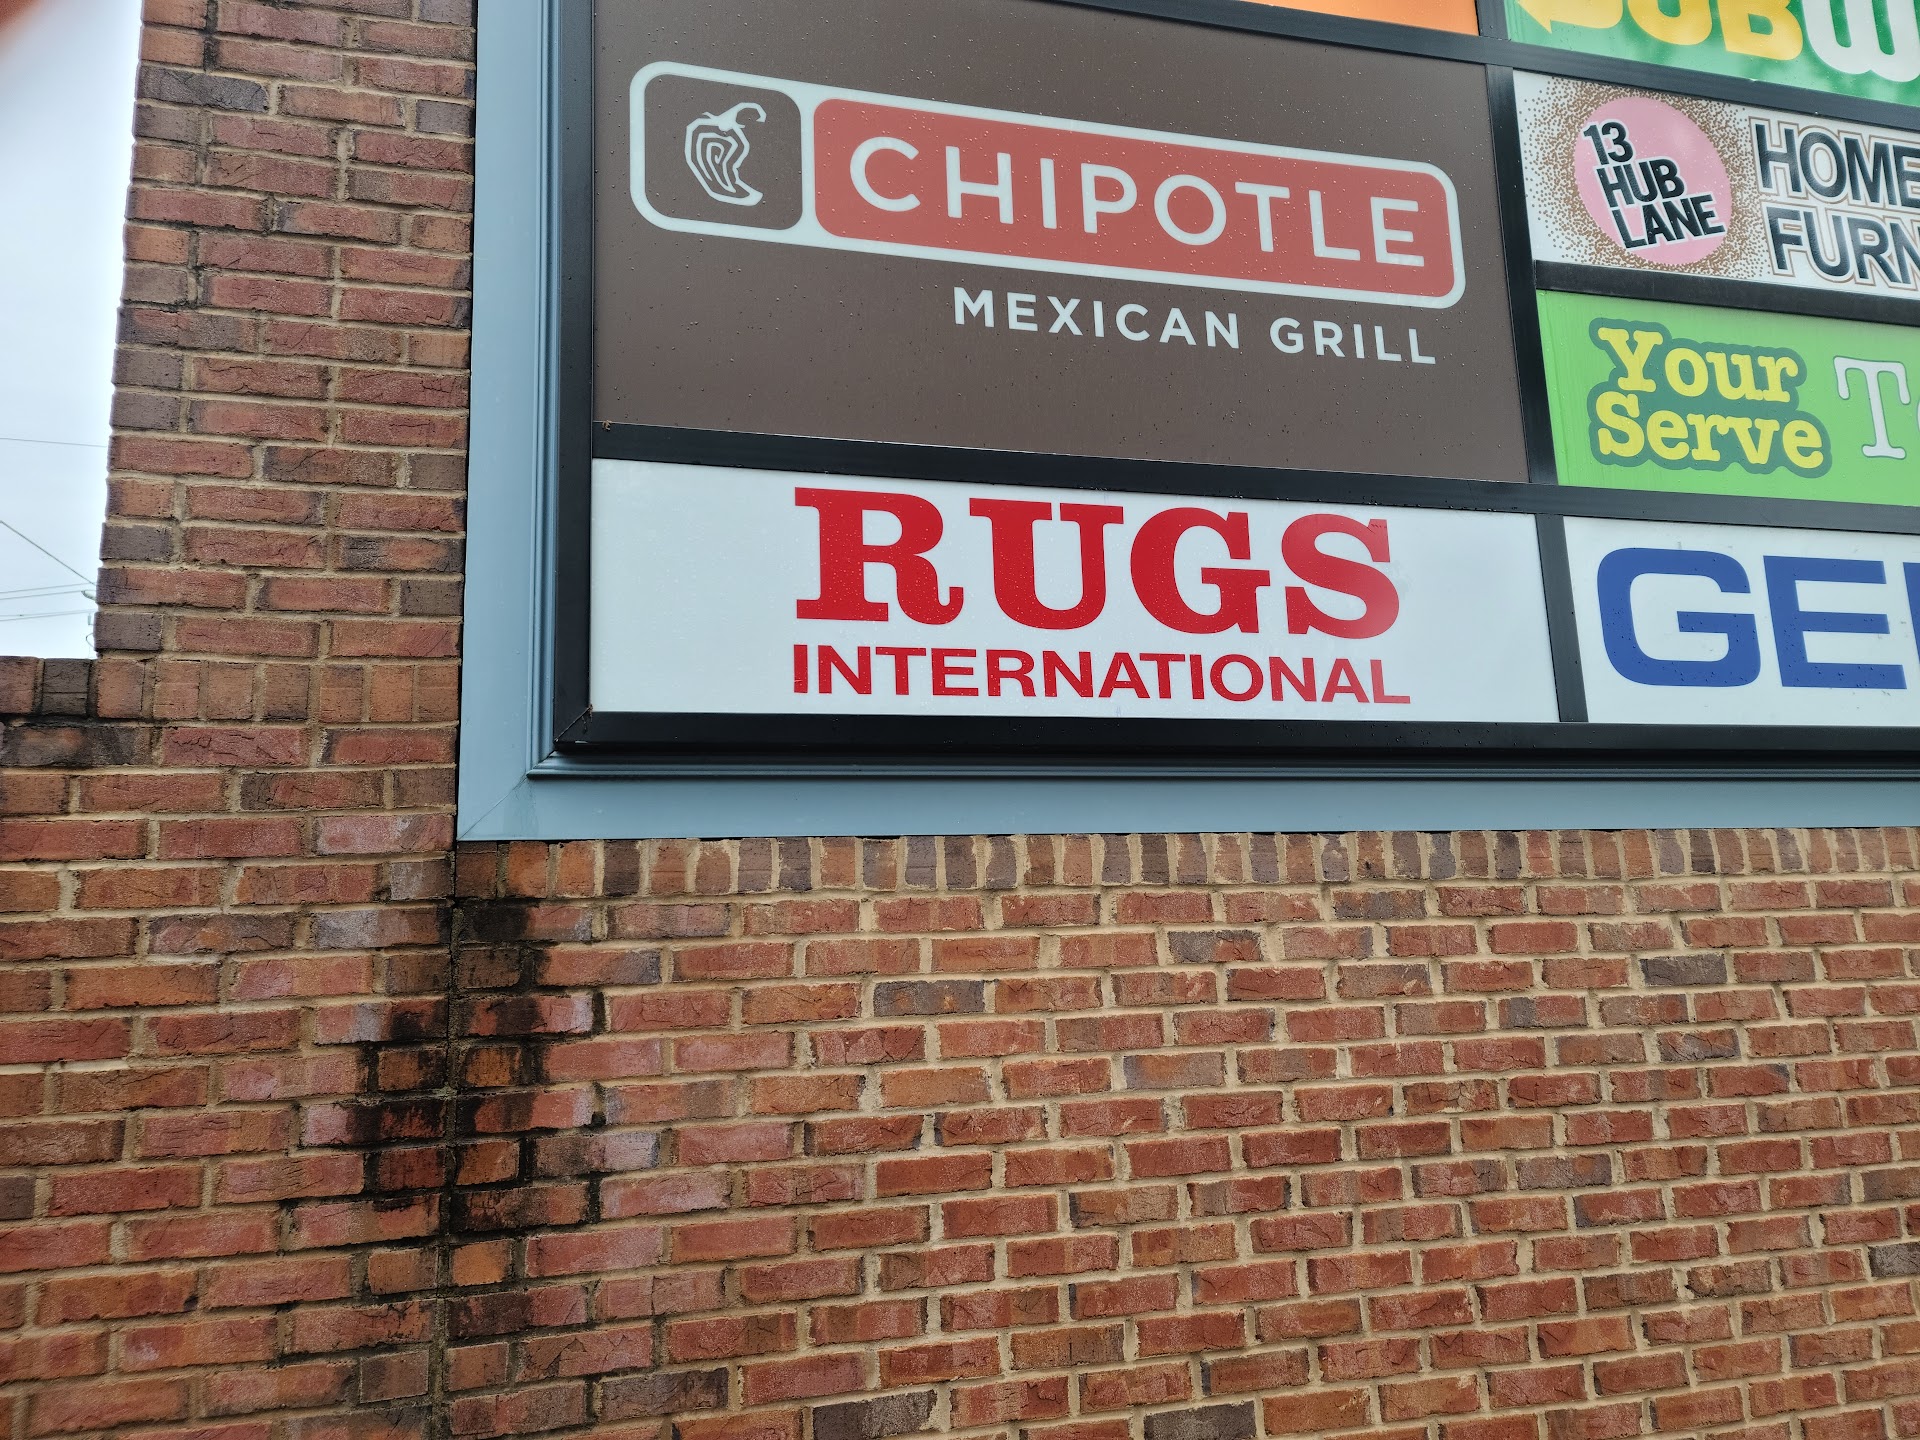 CHIPOTLE
MEXICAN GRILL
RUGS
INTERNATIONAL
13
HUB
LANE
HOME
FURN
Your
Serve
GE